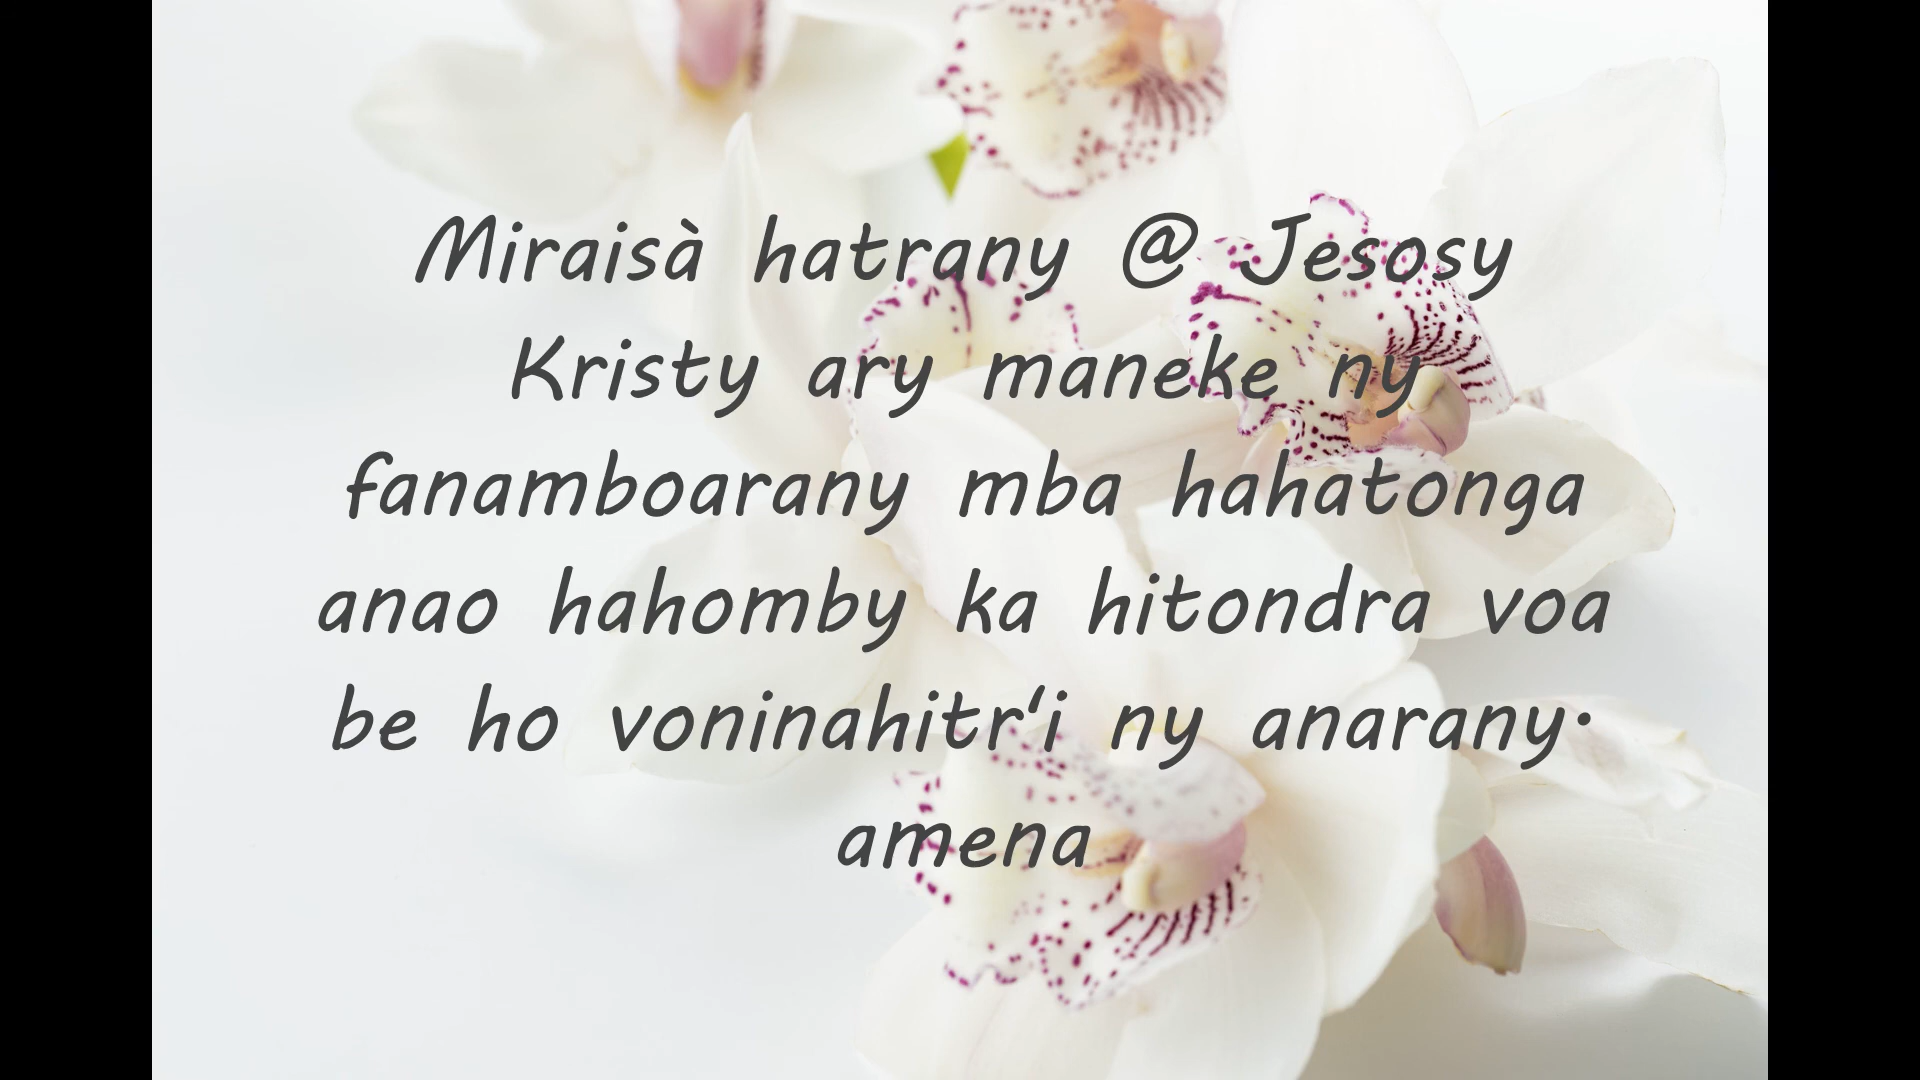 Miraisà hatrany @ Jesosy
Kristy ary maneke ny
fanamboarany mba hahatonga
anao hahomby ka hitondra voa
be ho voninahitr'i ny anarany.
amena